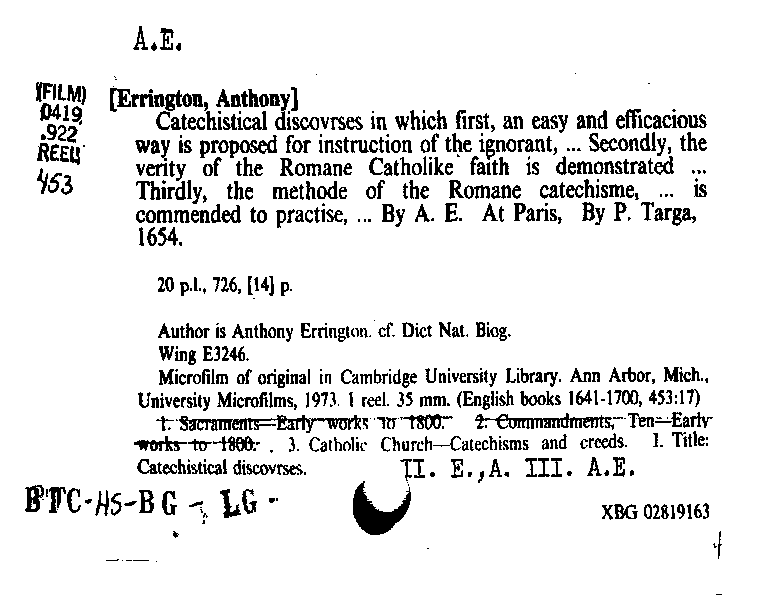 A.E.
(FILM)
0419
.922
REEL
453
[Errington, Anthony]
Catechistical discovrses in which first, an easy and efficacious
way is proposed for instruction of the ignorant, ... Secondly, the
verity of the Romane Catholike faith is demonstrated ...
Thirdly, the methode of the Romane catechisme, ... is
commended to practise, ... By A. E. At Paris, By P. Targa,
1654.
20 p.l., 726, [14] p.
Author is Anthony Errington. cf. Dict Nat. Biog.
Wing E3246.
Microfilm of original in Cambridge University Library. Ann Arbor, Mich.,
University Microfilms, 1973. 1 reel. 35 mm. (English books 1641-1700, 453:17)
1. Sacraments—Early works to 1800. 2. Commandments, Ten—Early
works to 1800. . 3. Catholic Church—Catechisms and creeds. I. Title:
Catechistical discovrses. II. E.,A. III. A.E.
BTC-HS-BG - LG -
XBG 02819163
4